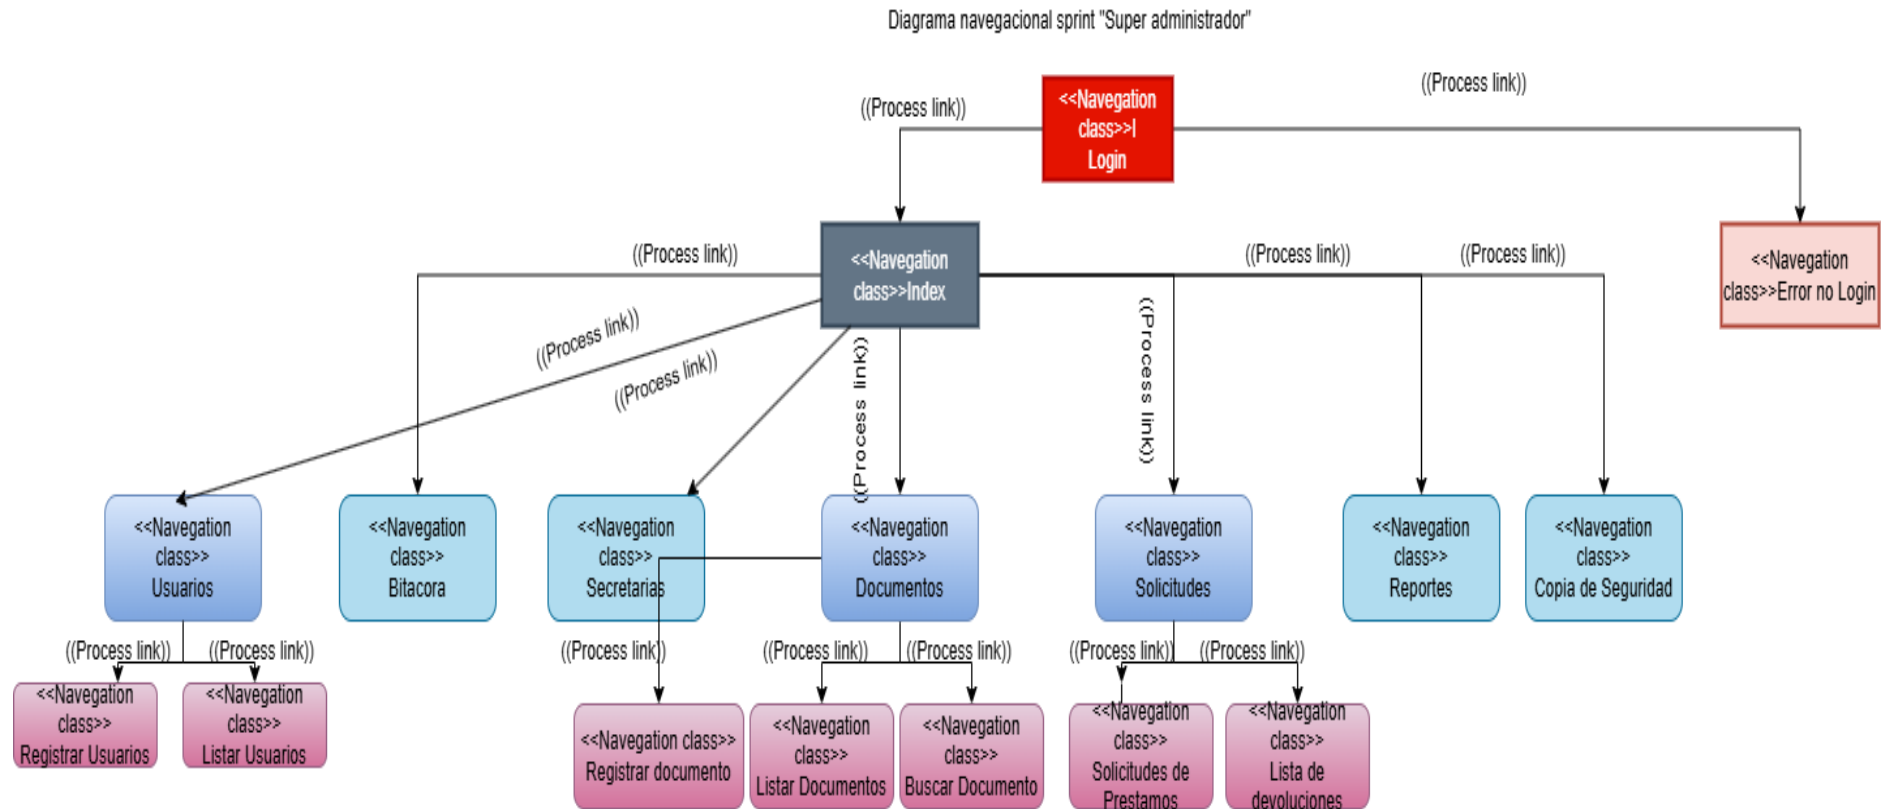 Diagrama navegacional sprint "Super administrador"
((Process link))
((Process link))
<<Navegation
class>>I
Login
((Process link))
((Process link))
((Process link))
<<Navegation
class>>Index
<<Navegation
class>>Error no Login
((Process link))
((Process link))
((Process link))
((Process link))
<<Navegation
class>>
Usuarios
<<Navegation
class>>
Bitacora
<<Navegation
class>>
Secretarias
<<Navegation
class>>
Documentos
<<Navegation
class>>
Solicitudes
<<Navegation
class>>
Reportes
<<Navegation
class>>
Copia de Seguridad
((Process link))
((Process link))
((Process link))
((Process link))
((Process link))
((Process link))
((Process link))
<<Navegation
class>>
Registrar Usuarios
<<Navegation
class>>
Listar Usuarios
<<Navegation class>>
Registrar documento
<<Navegation
class>>
Listar Documentos
<<Navegation
class>>
Buscar Documento
<<Navegation
class>>
Solicitudes de
Prestamos
<<Navegation
class>>
Lista de
devoluciones